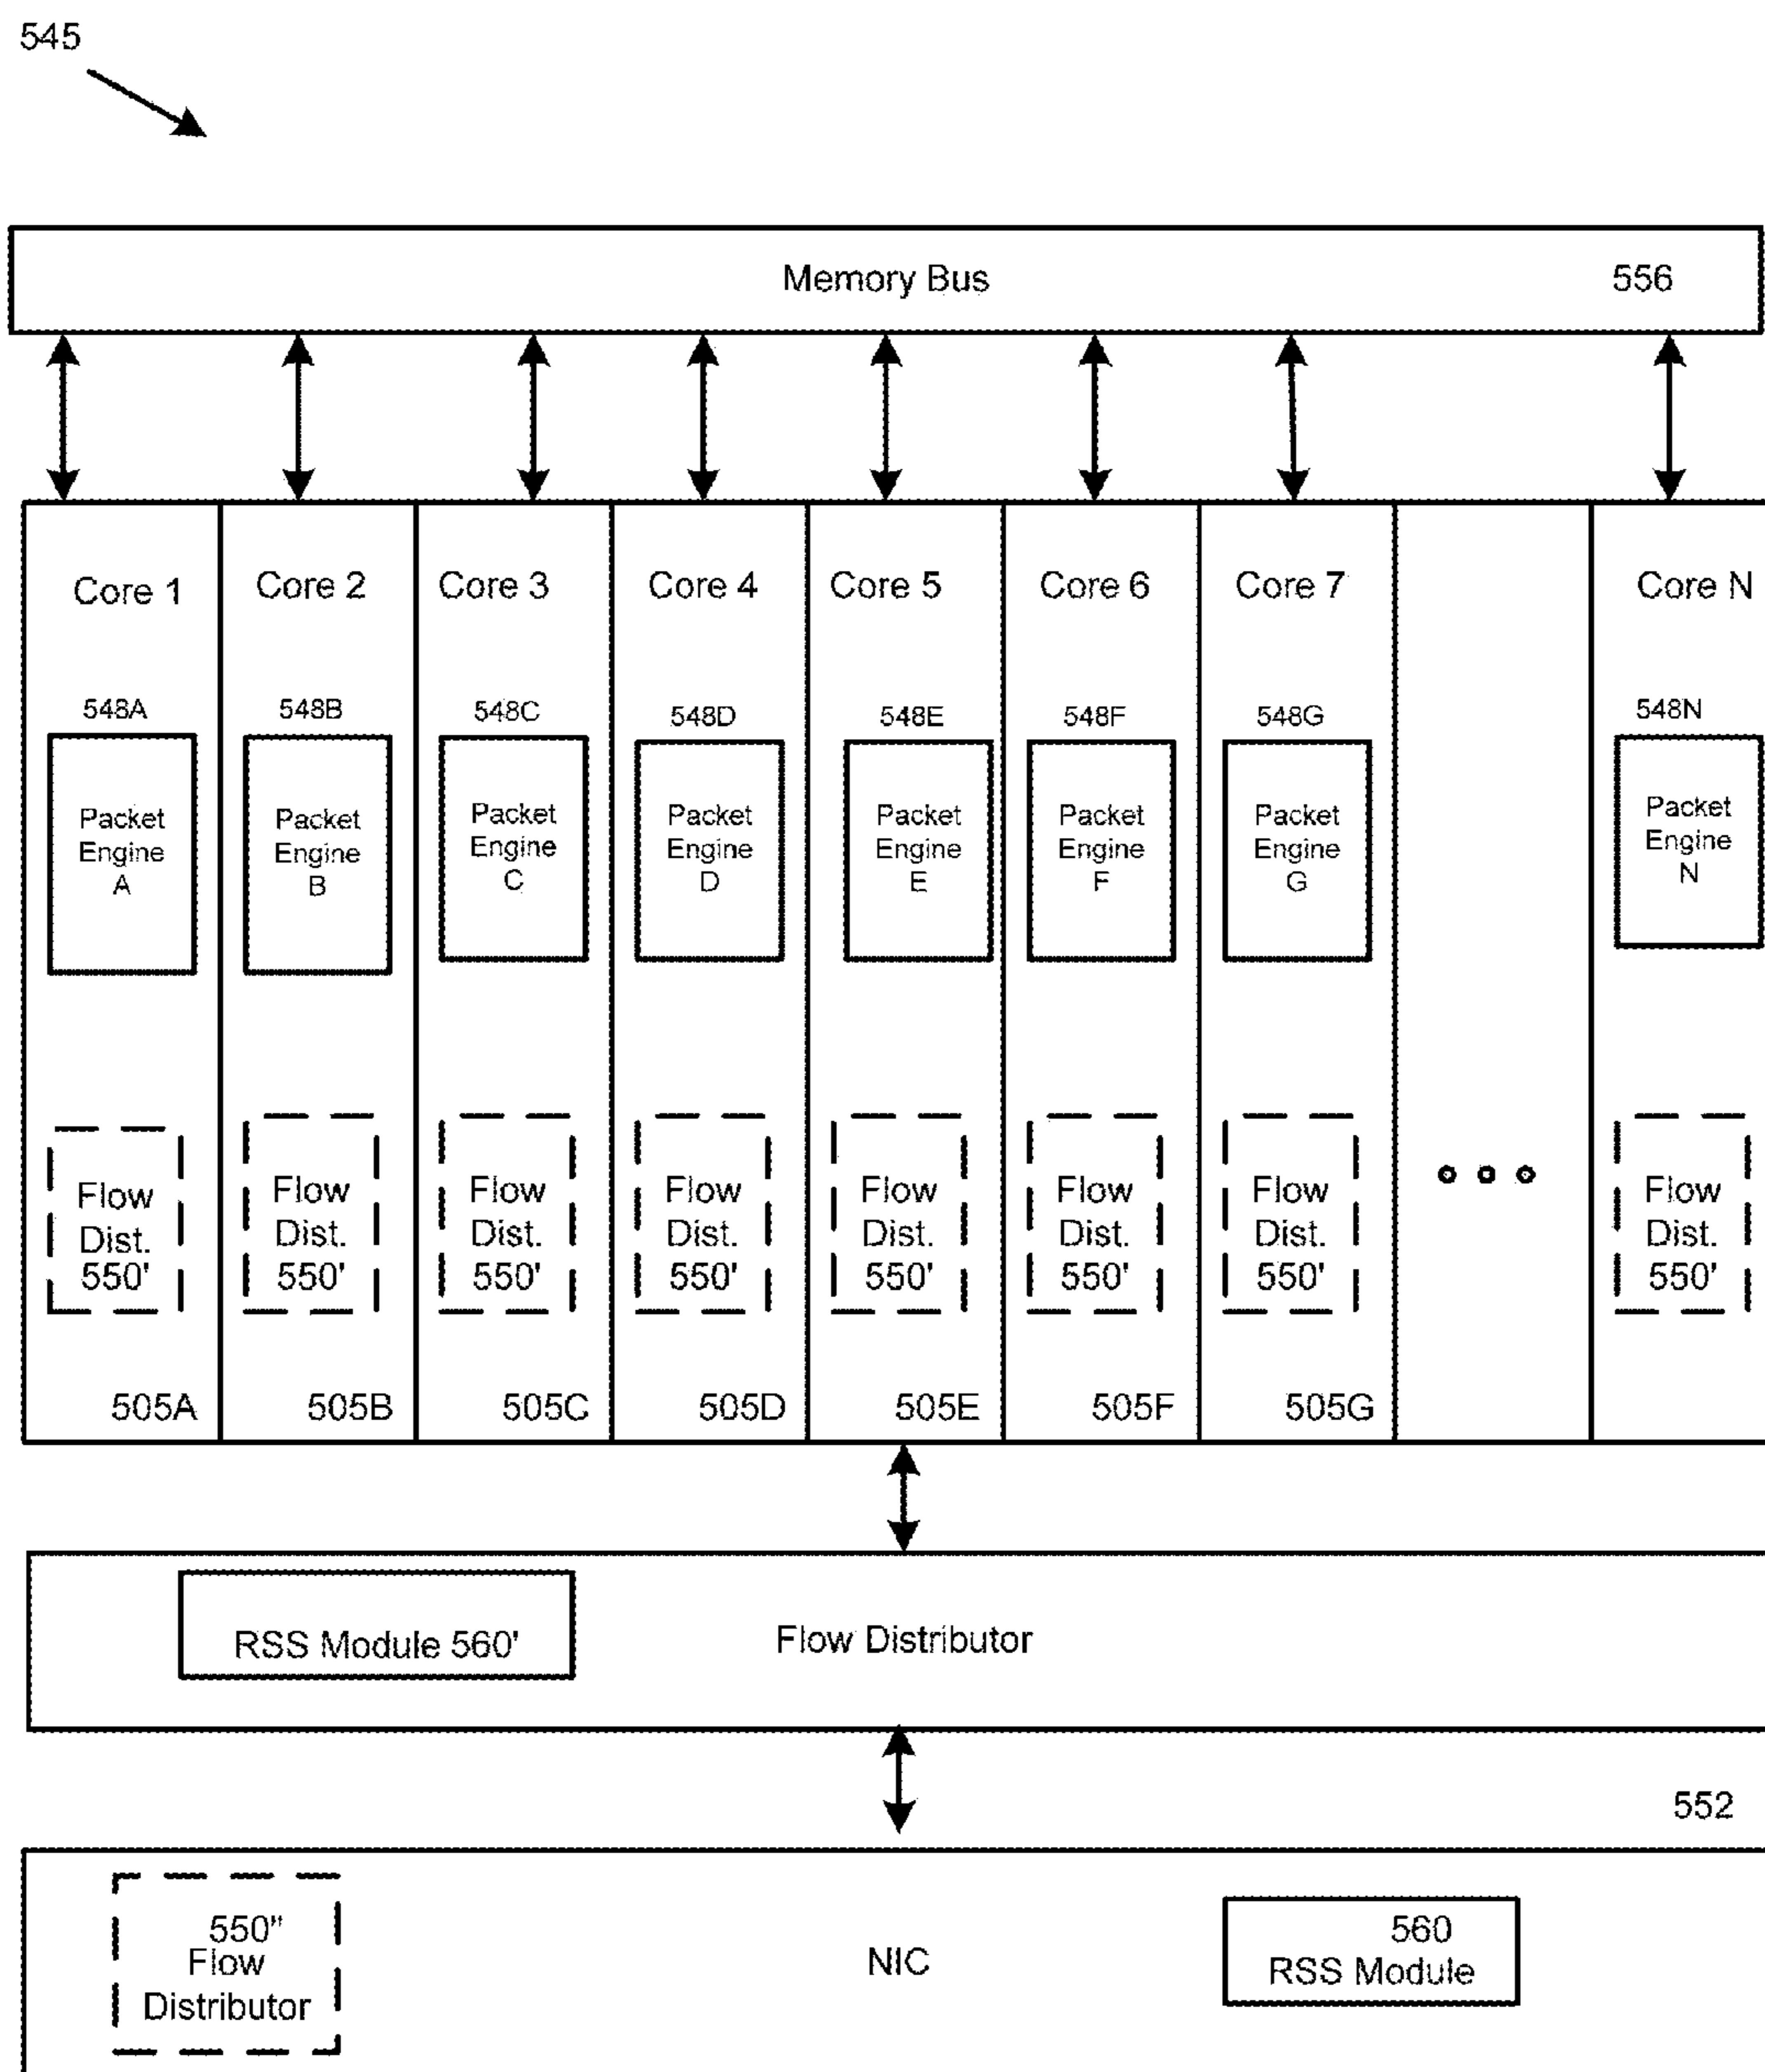 545
Memory Bus 556
Core 1 Core 2 Core 3 Core 4 Core 5 Core 6 Core 7 Core N
548A 548B 548C 548D 548E 548F 548G 548N
Packet Packet Packet Packet Packet Packet Packet Packet
Engine Engine Engine Engine Engine Engine Engine Engine
A B C D E F G N
Flow Flow Flow Flow Flow Flow Flow Flow
Dist. Dist. Dist. Dist. Dist. Dist. Dist. Dist.
550' 550' 550' 550' 550' 550' 550' 550'
505A 505B 505C 505D 505E 505F 505G
RSS Module 560' Flow Distributor
552
550" 560
Flow NIC RSS Module
Distributor